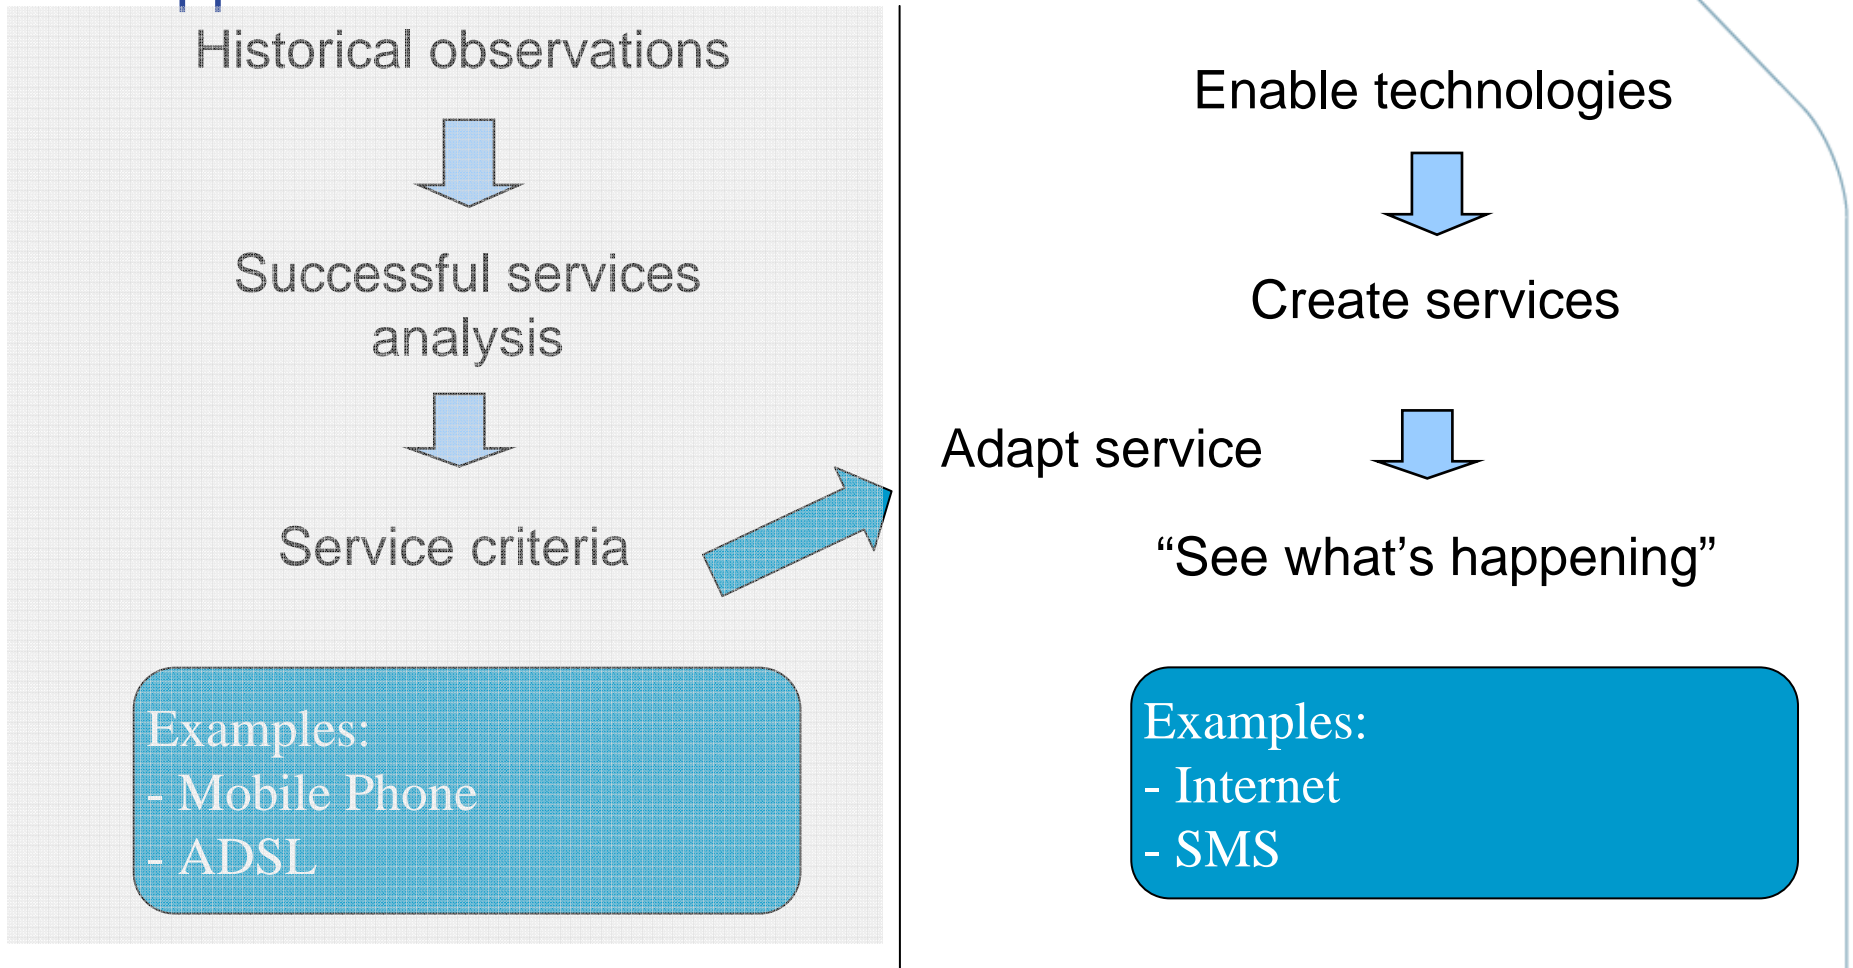 Historical observations
Successful services
analysis
Service criteria
Examples:
- Mobile Phone
- ADSL
Enable technologies
Create services
Adapt service
“See what’s happening”
Examples:
- Internet
- SMS